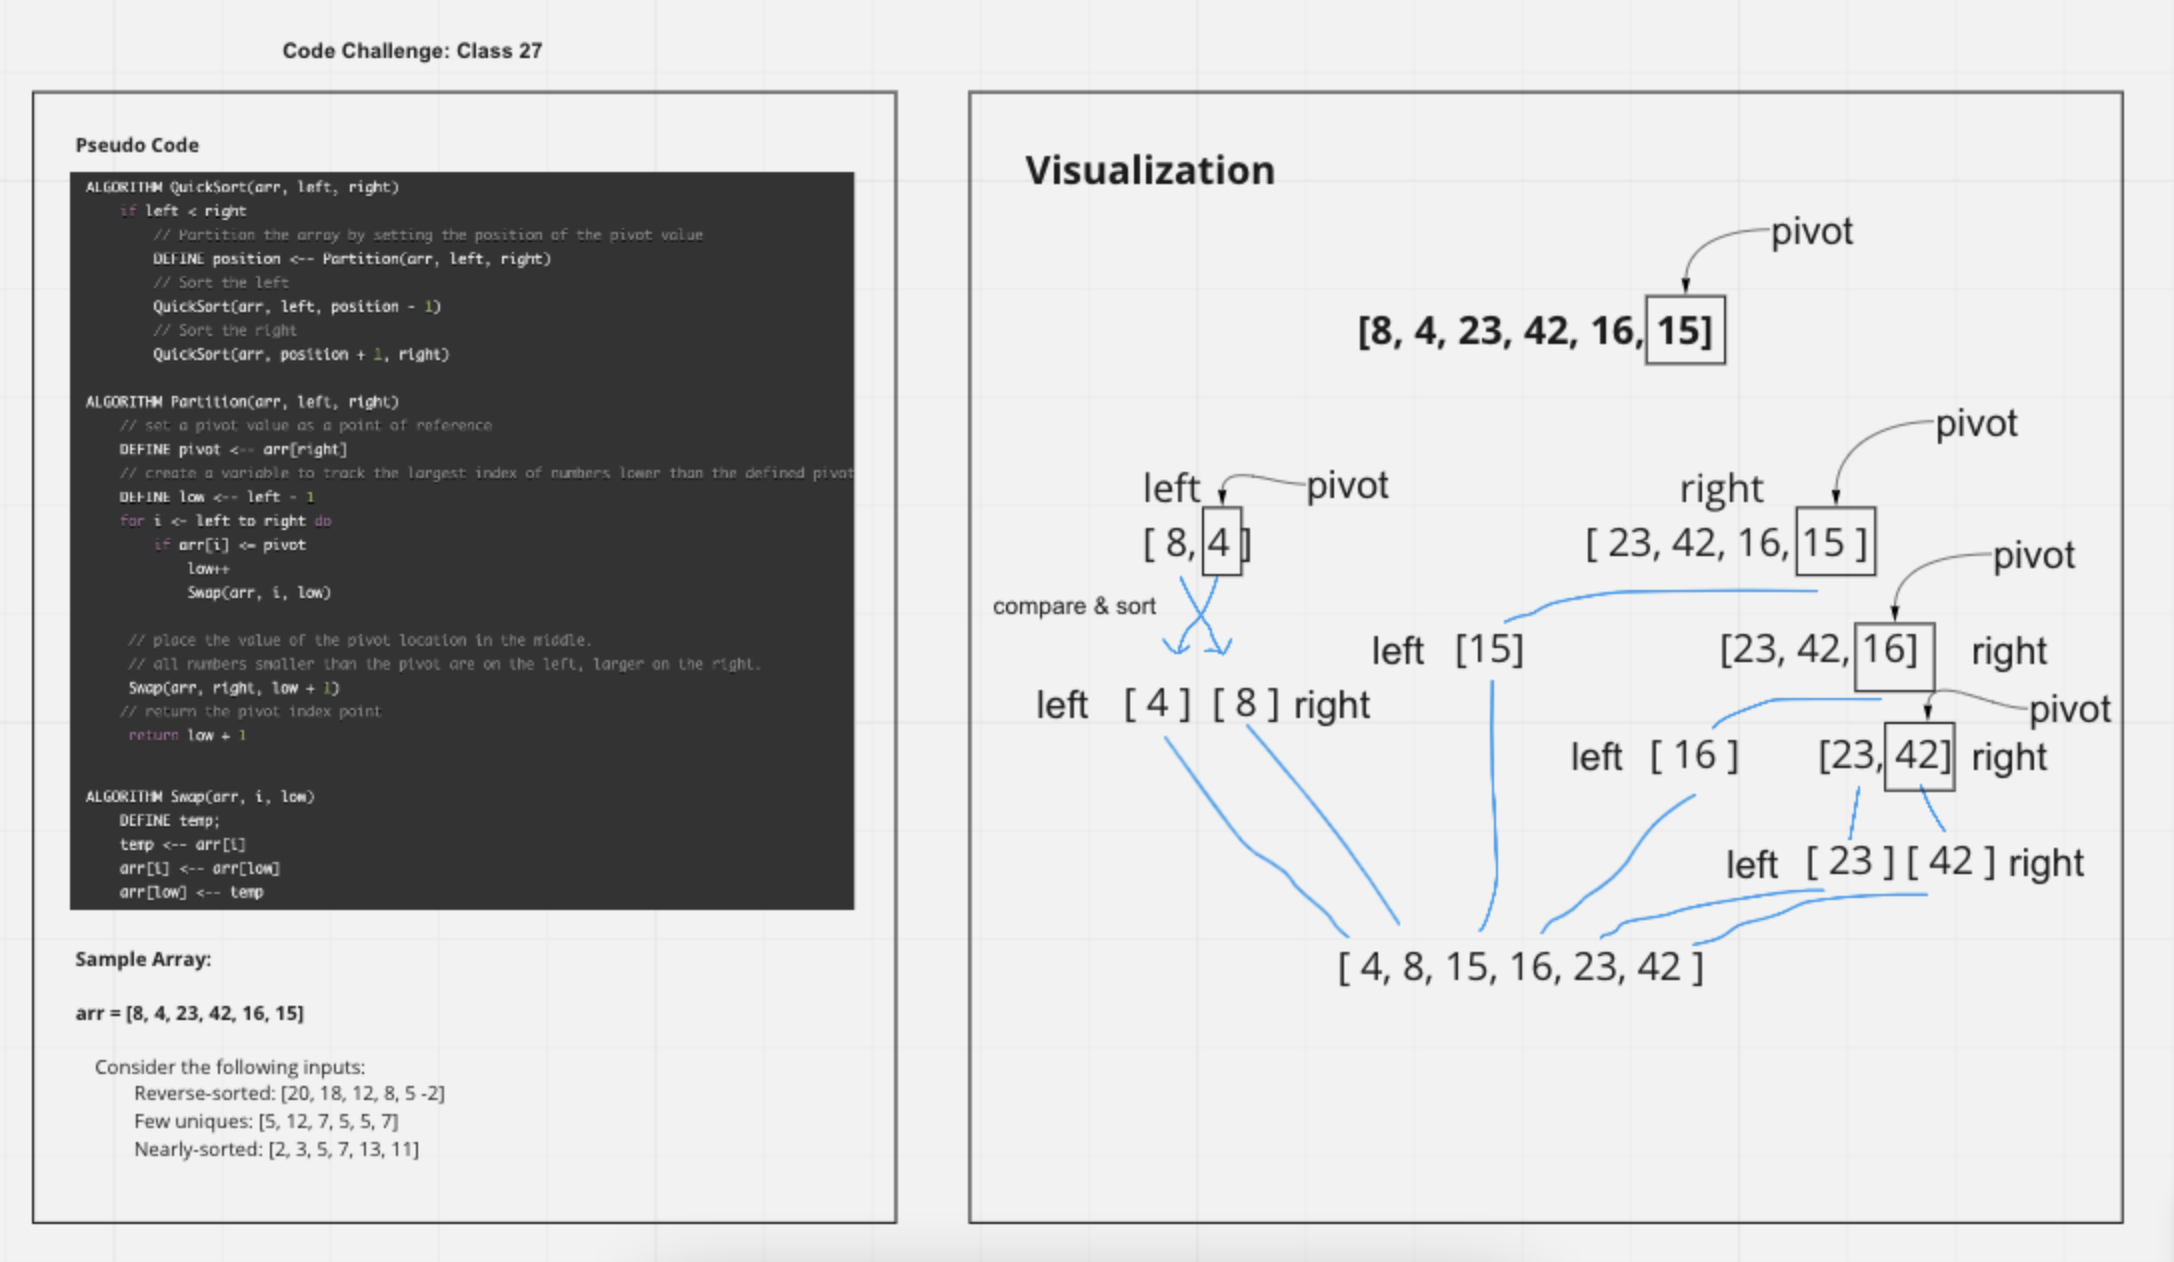 Code Challenge: Class 27
Pseudo Code
ALGORITHM QuickSort(arr, left, right)
if left < right
// Partition the array by setting the position of the pivot value
DEFINE position <-- Partition(arr, left, right)
// Sort the left
QuickSort(arr, left, position - 1)
// Sort the right
QuickSort(arr, position + 1, right)
ALGORITHM Partition(arr, left, right)
// set a pivot value as a point of reference
DEFINE pivot <-- arr[right]
// create a variable to track the largest index of numbers lower than the defined pivot
DEFINE low <-- left - 1
for i <- left to right do
if arr[i] <= pivot
low++
Swap(arr, i, low)
// place the value of the pivot location in the middle.
// all numbers smaller than the pivot are on the left, larger on the right.
Swap(arr, right, low + 1)
// return the pivot index point
return low + 1
ALGORITHM Swap(arr, i, low)
DEFINE temp;
temp <-- arr[i]
arr[i] <-- arr[low]
arr[low] <-- temp
Sample Array:
arr = [8, 4, 23, 42, 16, 15]
Consider the following inputs:
Reverse-sorted: [20, 18, 12, 8, 5 -2]
Few uniques: [5, 12, 7, 5, 5, 7]
Nearly-sorted: [2, 3, 5, 7, 13, 11]
Visualization
pivot
[8, 4, 23, 42, 16, 15]
pivot
left pivot right
[ 8, 4 ] [ 23, 42, 16, 15 ]
pivot
compare & sort
left [15] [23, 42, 16] right
left [ 4 ] [ 8 ] right pivot
left [ 16 ] [23, 42] right
left [ 23 ] [ 42 ] right
[ 4, 8, 15, 16, 23, 42 ]